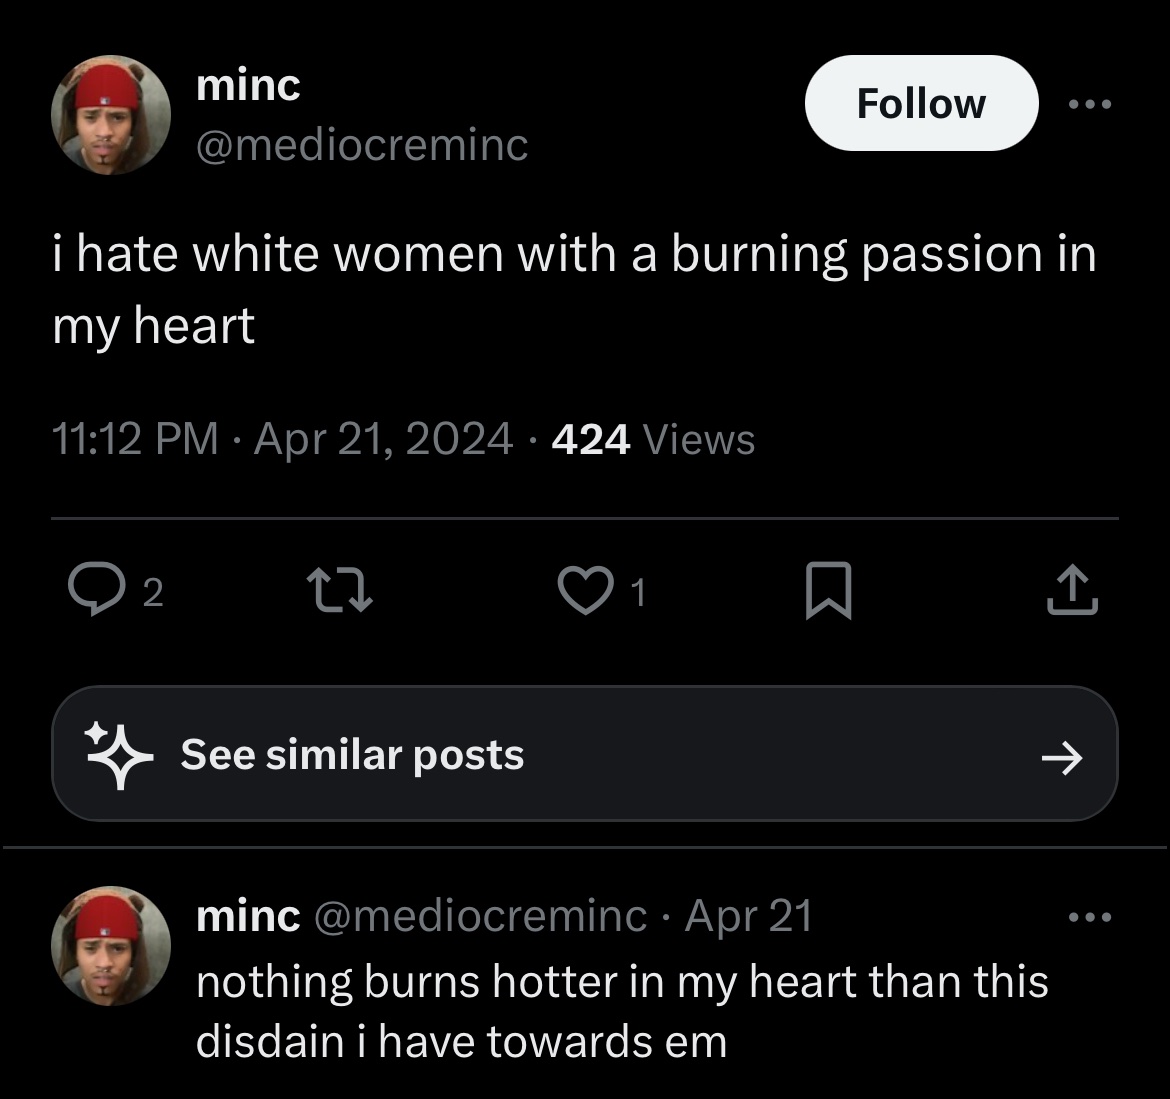 minc
@mediocreminc
Follow
i hate white women with a burning passion in
my heart
11:12 PM · Apr 21, 2024 · 424 Views
2
1
See similar posts
minc @mediocreminc · Apr 21
nothing burns hotter in my heart than this
disdain i have towards em